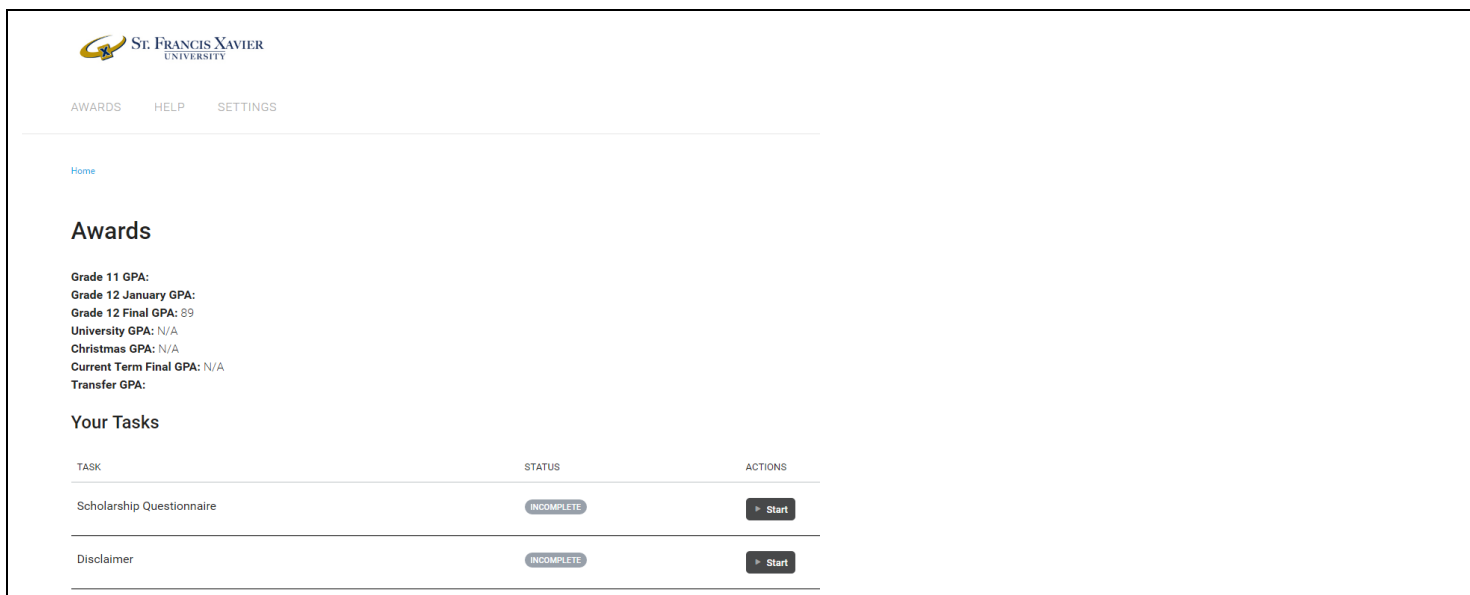 ST. FRANCIS XAVIER
UNIVERSITY
AWARDS HELP SETTINGS
Home
Awards
Grade 11 GPA:
Grade 12 January GPA:
Grade 12 Final GPA: 89
University GPA: N/A
Christmas GPA: N/A
Current Term Final GPA: N/A
Transfer GPA:
Your Tasks
TASK STATUS ACTIONS
Scholarship Questionnaire INCOMPLETE Start
Disclaimer INCOMPLETE Start